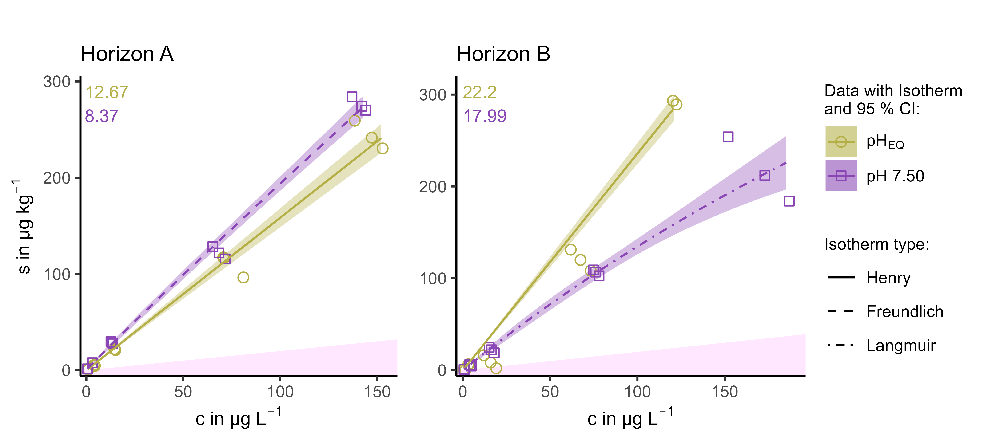 Horizon A
300
200
100
0
12.67
8.37
0 50 100 150
s in µg kg⁻¹
c in µg L⁻¹
Horizon B
300
200
100
0
22.2
17.99
0 50 100 150
c in µg L⁻¹
Data with Isotherm
and 95 % CI:
pH_EQ
pH 7.50
Isotherm type:
Henry
Freundlich
Langmuir